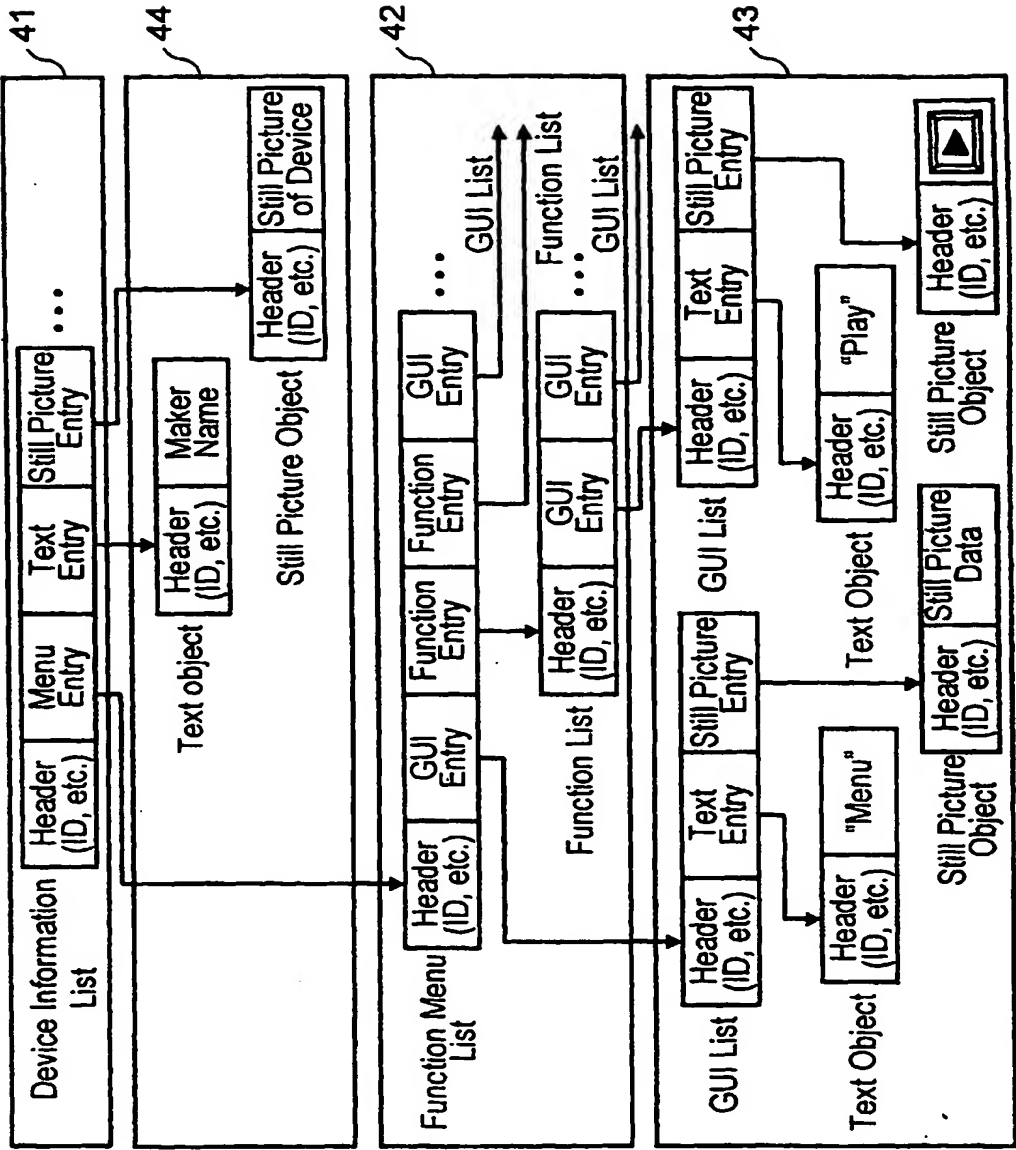 41
Device Information
List
Header
(ID, etc.)
Menu
Entry
Text
Entry
Still Picture
Entry
...
44
Text object
Header
(ID, etc.)
Maker
Name
Still Picture Object
Header
(ID, etc.)
Still Picture
of Device
42
Function Menu
List
Header
(ID, etc.)
GUI
Entry
Function
Entry
Function
Entry
GUI
Entry
...
GUI List
Function List
Function List
Header
(ID, etc.)
GUI
Entry
GUI
Entry
...
GUI List
43
GUI List
Header
(ID, etc.)
Text
Entry
Still Picture
Entry
GUI List
Header
(ID, etc.)
Text
Entry
Still Picture
Entry
Text Object
Header
(ID, etc.)
"Menu"
Text Object
Header
(ID, etc.)
"Play"
Still Picture
Object
Header
(ID, etc.)
Still Picture
Data
Still Picture
Object
Header
(ID, etc.)